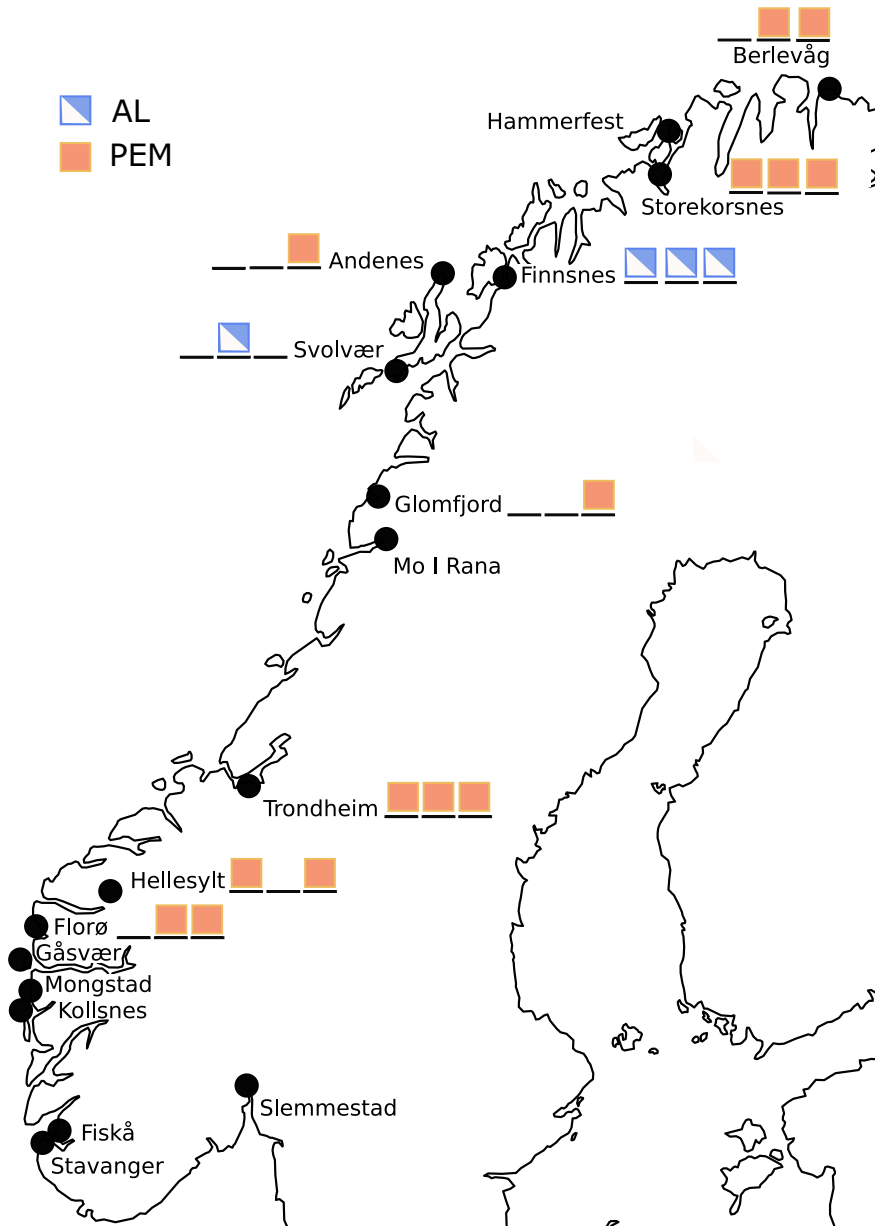 Berlevåg
AL
Hammerfest
PEM
Storekorsnes
Andenes
Finnsnes
Svolvær
Glomfjord
Mo I Rana
Trondheim
Hellesylt
Florø
Gåsvær
Mongstad
Kollsnes
Slemmestad
Fiskå
Stavanger